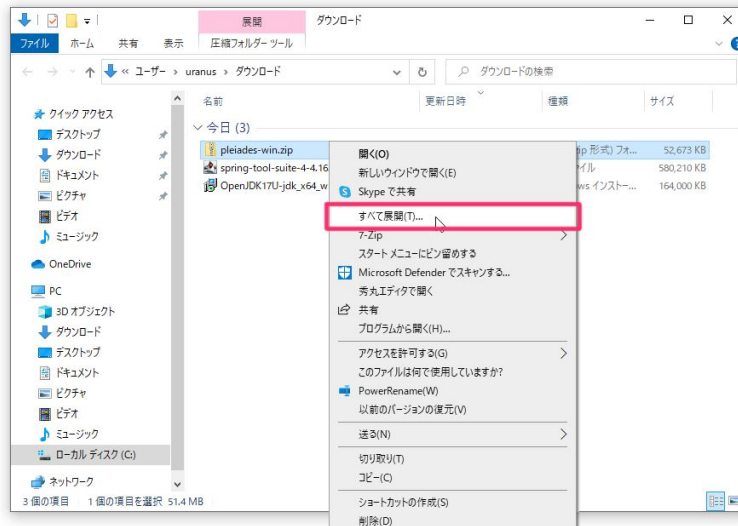 展開 ダウンロード
ファイル ホーム 共有 表示 圧縮フォルダー ツール
« ユーザー › uranus › ダウンロード ダウンロードの検索
名前 更新日時 種類 サイズ
クイック アクセス
デスクトップ
ダウンロード
ドキュメント
ピクチャ
ビデオ
ミュージック
OneDrive
PC
3D オブジェクト
ダウンロード
デスクトップ
ドキュメント
ピクチャ
ビデオ
ミュージック
ローカル ディスク (C:)
ネットワーク
今日 (3)
pleiades-win.zip 形式) フォ... 52,673 KB
spring-tool-suite-4-4.16 イル 580,210 KB
OpenJDK17U-jdk_x64_w ws インストー... 164,000 KB
開く(O)
新しいウィンドウで開く(E)
Skype で共有
すべて展開(T)...
7-Zip
スタート メニューにピン留めする
Microsoft Defender でスキャンする...
秀丸エディタで開く
共有
プログラムから開く(H)...
アクセスを許可する(G)
このファイルは何で使用していますか?
PowerRename(W)
以前のバージョンの復元(V)
送る(N)
切り取り(T)
コピー(C)
ショートカットの作成(S)
削除(D)
3 個の項目 1 個の項目を選択 51.4 MB